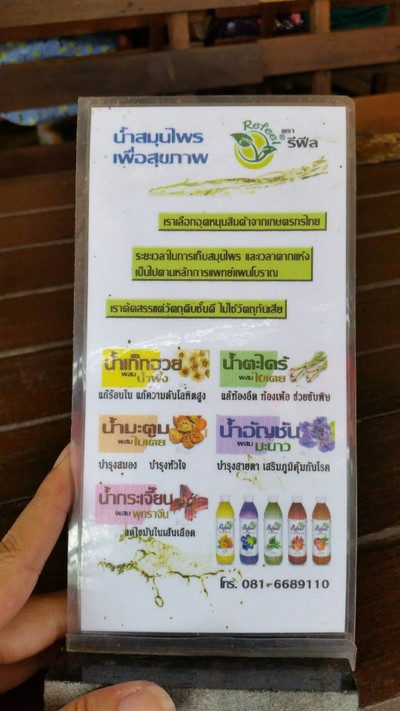 น้ำสมุนไพร
เพื่อสุขภาพ
Refeel®
ตรา
รีฟีล
เราเลือกอุดหนุนสินค้าจากเกษตรกรไทย
ระยะเวลาในการเก็บสมุนไพร และเวลาตากแห้ง
เป็นไปตามหลักการแพทย์แผนโบราณ
เราคัดสรรแต่วัตถุดิบชั้นดี ไม่ใช้วัตถุกันเสีย
น้ำเก็กฮวย
ผสม น้ำผึ้ง
แก้ร้อนใน แก้ความดันโลหิตสูง
น้ำตะไคร้
ผสม ใบเตย
แก้ท้องอืด ท้องเฟ้อ ช่วยขับพิษ
น้ำมะตูม
ผสม ใบเตย
บำรุงสมอง บำรุงหัวใจ
น้ำอัญชัน
ผสม มะนาว
บำรุงสายตา เสริมภูมิคุ้มกันโรค
น้ำกระเจี๊ยบ
ผสม พุทราจีน
ลดไขมันในเส้นเลือด
โทร. 081-6689110